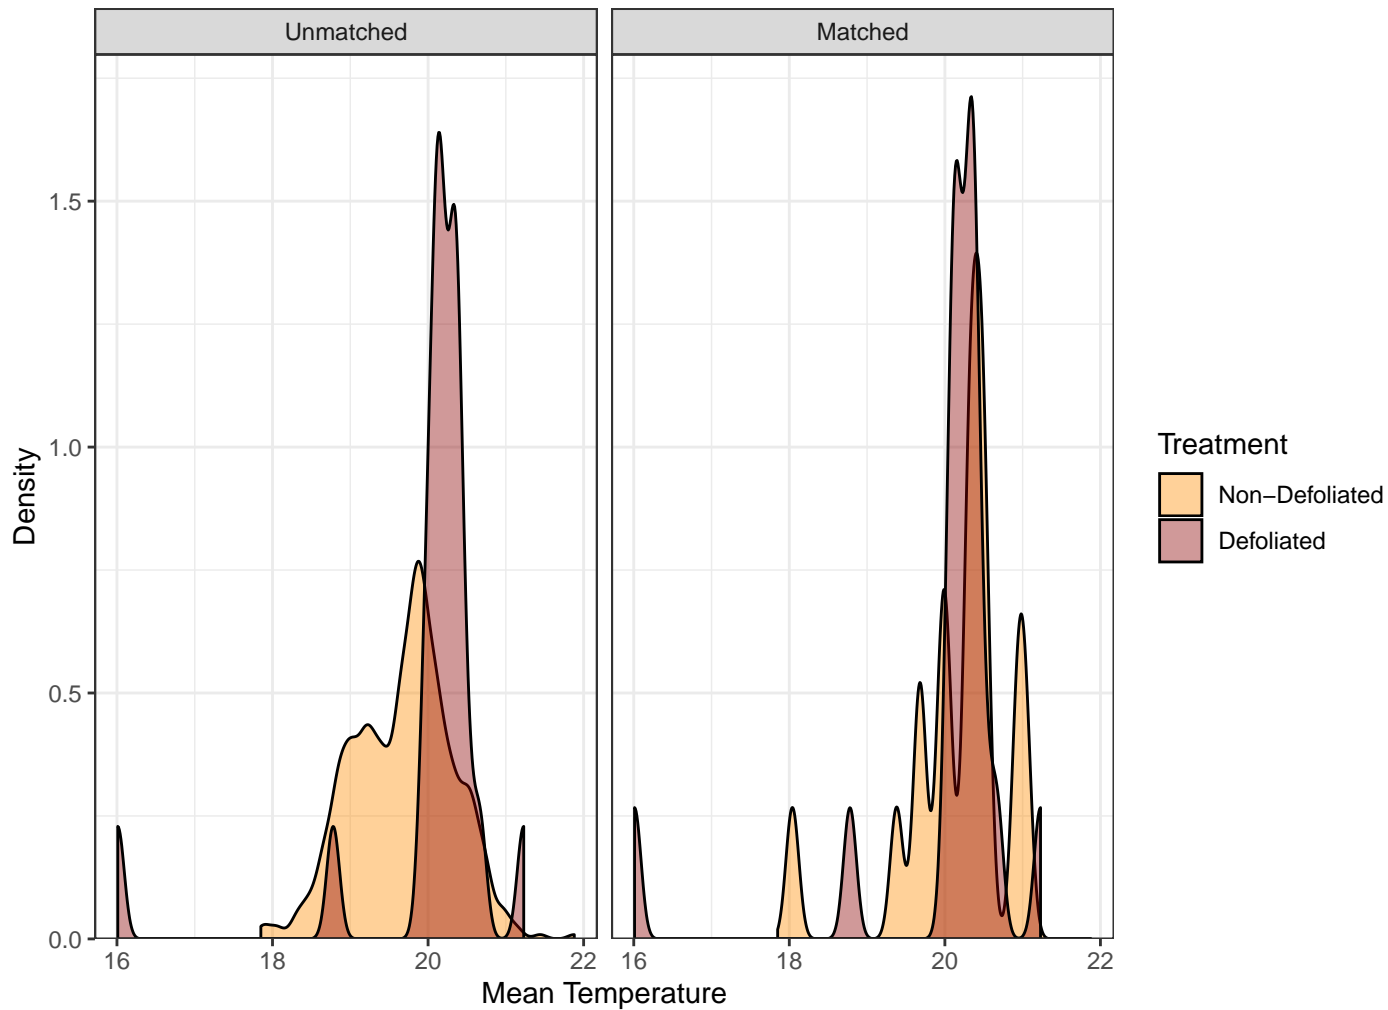 Unmatched
Matched
Density
1.5
1.0
0.5
0.0
16
18
20
22
16
18
20
22
Mean Temperature
Treatment
Non−Defoliated
Defoliated